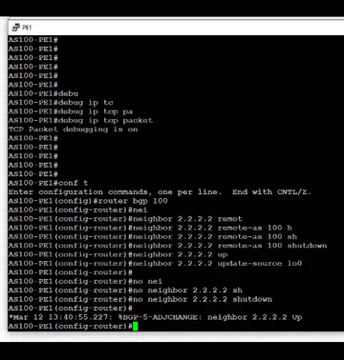 PE1
AS100-PE1#
AS100-PE1#
AS100-PE1#
AS100-PE1#
AS100-PE1#
AS100-PE1#debu
AS100-PE1#debug ip tc
AS100-PE1#debug ip tcp pa
AS100-PE1#debug ip tcp packet
TCP Packet debugging is on
AS100-PE1#
AS100-PE1#
AS100-PE1#
AS100-PE1#
AS100-PE1#conf t
Enter configuration commands, one per line.  End with CNTL/Z.
AS100-PE1(config)#router bgp 100
AS100-PE1(config-router)#nei
AS100-PE1(config-router)#neighbor 2.2.2.2 remot
AS100-PE1(config-router)#neighbor 2.2.2.2 remote-as 100 h
AS100-PE1(config-router)#neighbor 2.2.2.2 remote-as 100 sh
AS100-PE1(config-router)#neighbor 2.2.2.2 remote-as 100 shutdown
AS100-PE1(config-router)#neighbor 2.2.2.2 up
AS100-PE1(config-router)#neighbor 2.2.2.2 update-source lo0
AS100-PE1(config-router)#
AS100-PE1(config-router)#no nei
AS100-PE1(config-router)#no neighbor 2.2.2.2 sh
AS100-PE1(config-router)#no neighbor 2.2.2.2 shutdown
AS100-PE1(config-router)#
*Mar 12 13:40:55.227: %BGP-5-ADJCHANGE: neighbor 2.2.2.2 Up
AS100-PE1(config-router)#